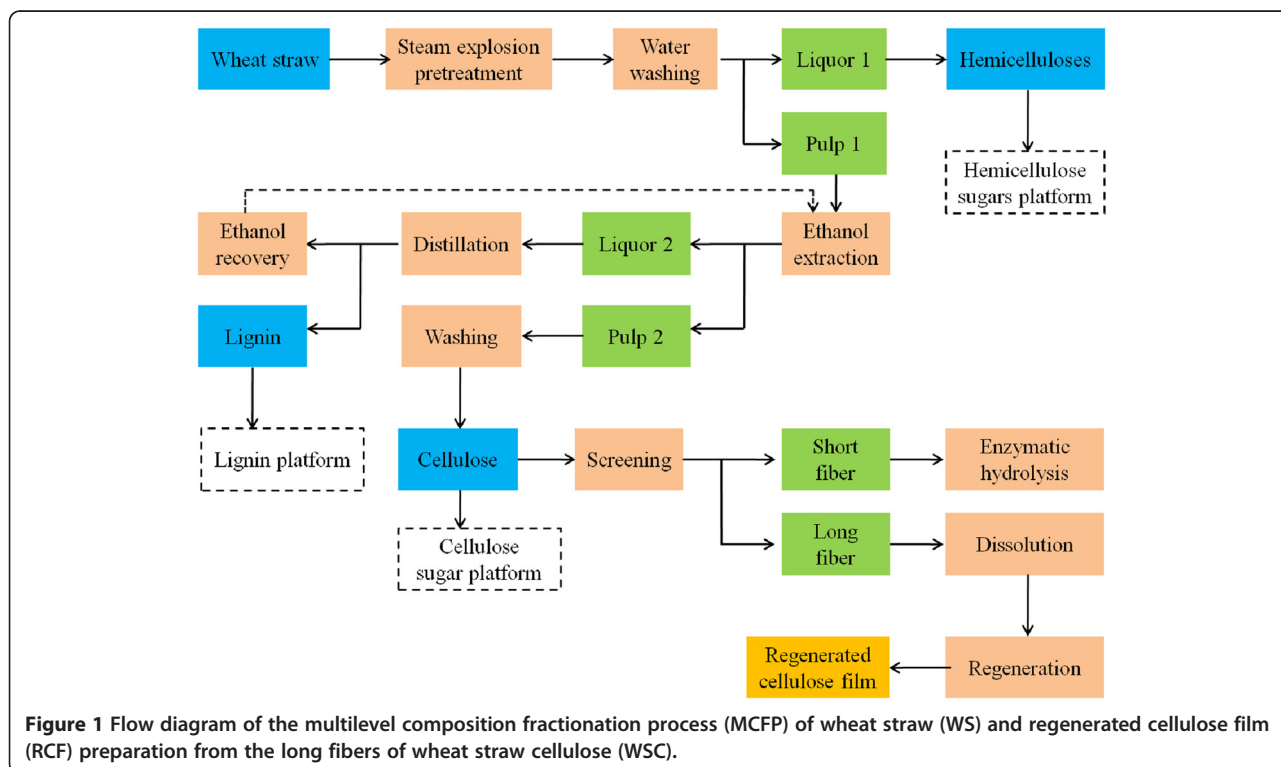 Wheat straw
Steam explosion
pretreatment
Water
washing
Liquor 1
Hemicelluloses
Pulp 1
Hemicellulose
sugars platform
Ethanol
recovery
Distillation
Liquor 2
Ethanol
extraction
Lignin
Washing
Pulp 2
Lignin platform
Cellulose
Screening
Short
fiber
Enzymatic
hydrolysis
Cellulose
sugar platform
Long
fiber
Dissolution
Regenerated
cellulose film
Regeneration
Figure 1 Flow diagram of the multilevel composition fractionation process (MCFP) of wheat straw (WS) and regenerated cellulose film
(RCF) preparation from the long fibers of wheat straw cellulose (WSC).